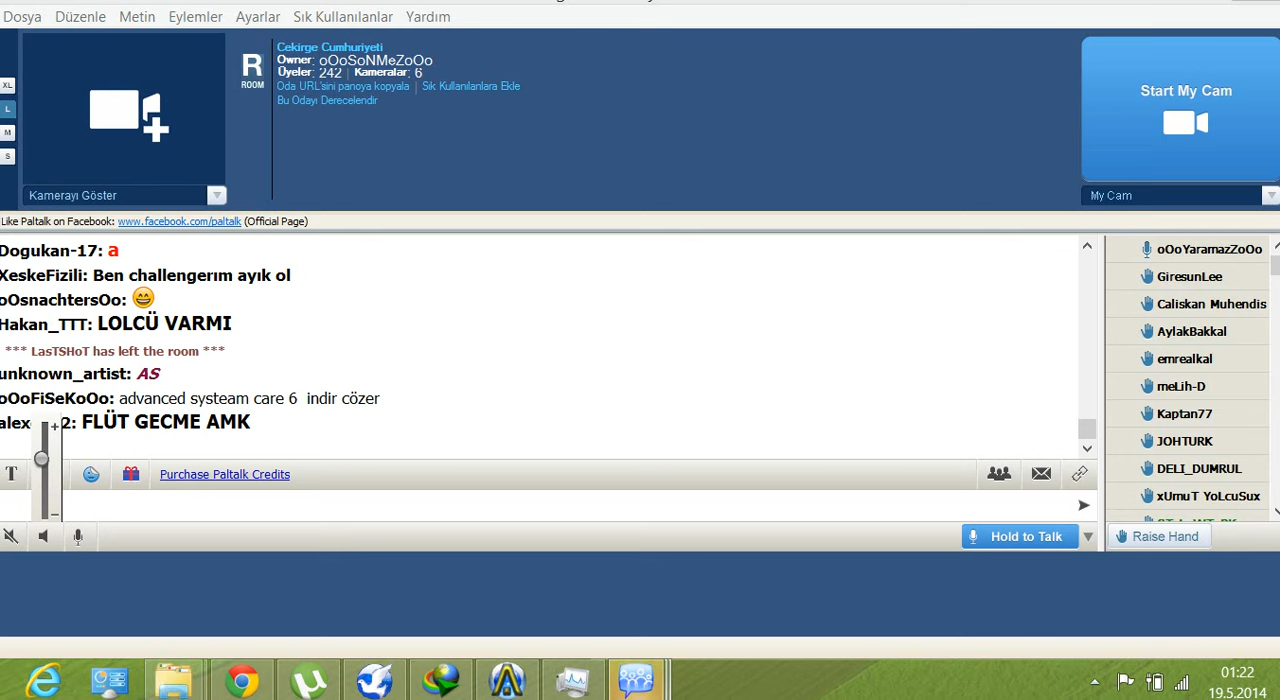 Dosya Düzenle Metin Eylemler Ayarlar Sık Kullanılanlar Yardım
XL
L
M
S
Kamerayı Göster
R
ROOM
Cekirge Cumhuriyeti
Owner: oOoSoNMeZoOo
Üyeler: 242 | Kameralar: 6
Oda URL'sini panoya kopyala | Sık Kullanılanlara Ekle
Bu Odayı Derecelendir
Start My Cam
My Cam
Like Paltalk on Facebook: www.facebook.com/paltalk (Official Page)
Dogukan-17: a
XeskeFizili: Ben challengerım ayık ol
oOsnachtersOo: 😄
Hakan_TTT: LOLCÜ VARMI
*** LasTSHoT has left the room ***
unknown_artist: AS
oOoFiSeKoOo: advanced systeam care 6 indir cözer
alex 2: FLÜT GECME AMK
T Purchase Paltalk Credits
Hold to Talk
oOoYaramazZoOo
GiresunLee
Caliskan Muhendis
AylakBakkal
emrealkal
meLih-D
Kaptan77
JOHTURK
DELI_DUMRUL
xUmuT YoLcuSux
Raise Hand
01:22
19.5.2014